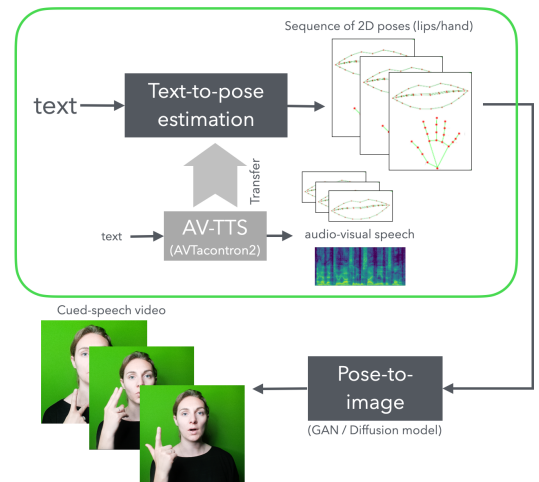 Sequence of 2D poses (lips/hand)
text
Text-to-pose
estimation
Transfer
text
AV-TTS
(AVTacontron2)
audio-visual speech
Cued-speech video
Pose-to-
image
(GAN / Diffusion model)